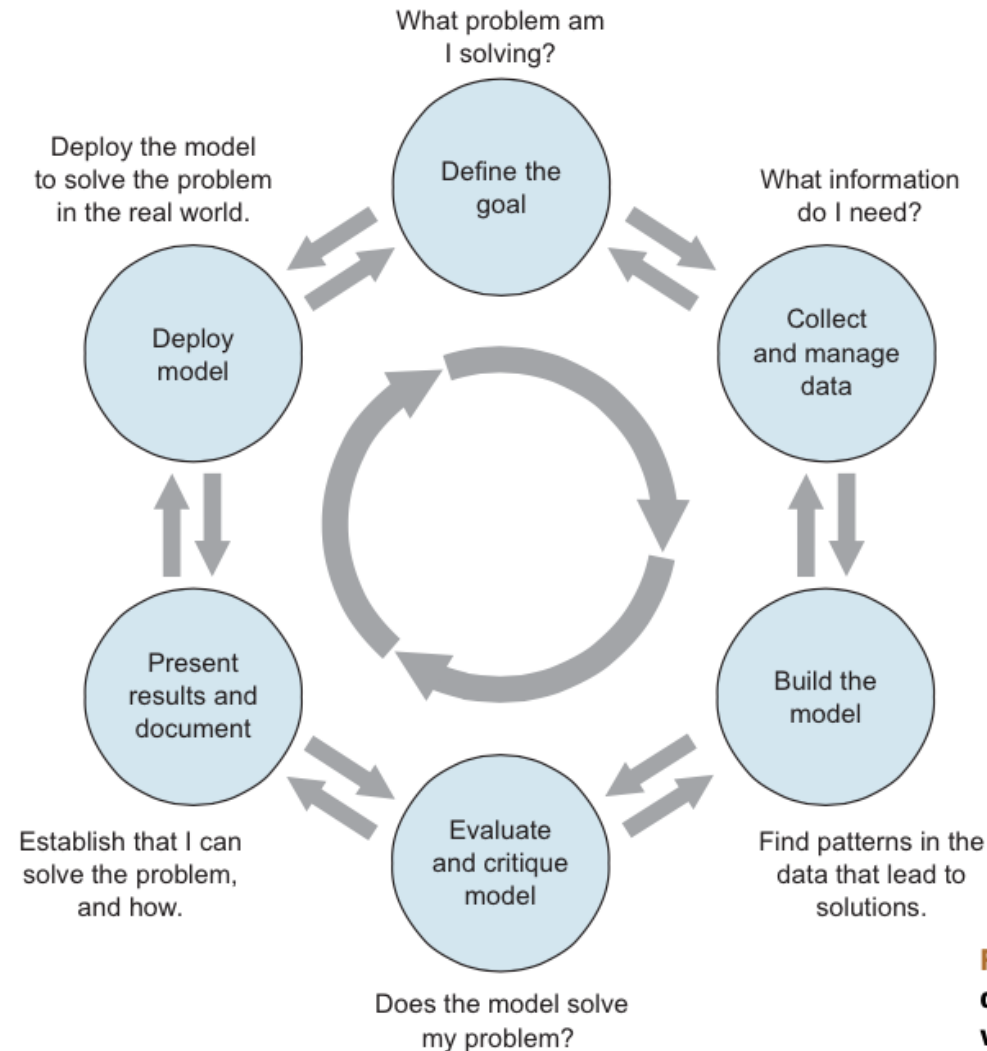 What problem am
I solving?
Define the
goal
What information
do I need?
Collect
and manage
data
Build the
model
Find patterns in the
data that lead to
solutions.
Evaluate
and critique
model
Does the model solve
my problem?
Present
results and
document
Establish that I can
solve the problem,
and how.
Deploy the model
to solve the problem
in the real world.
Deploy
model